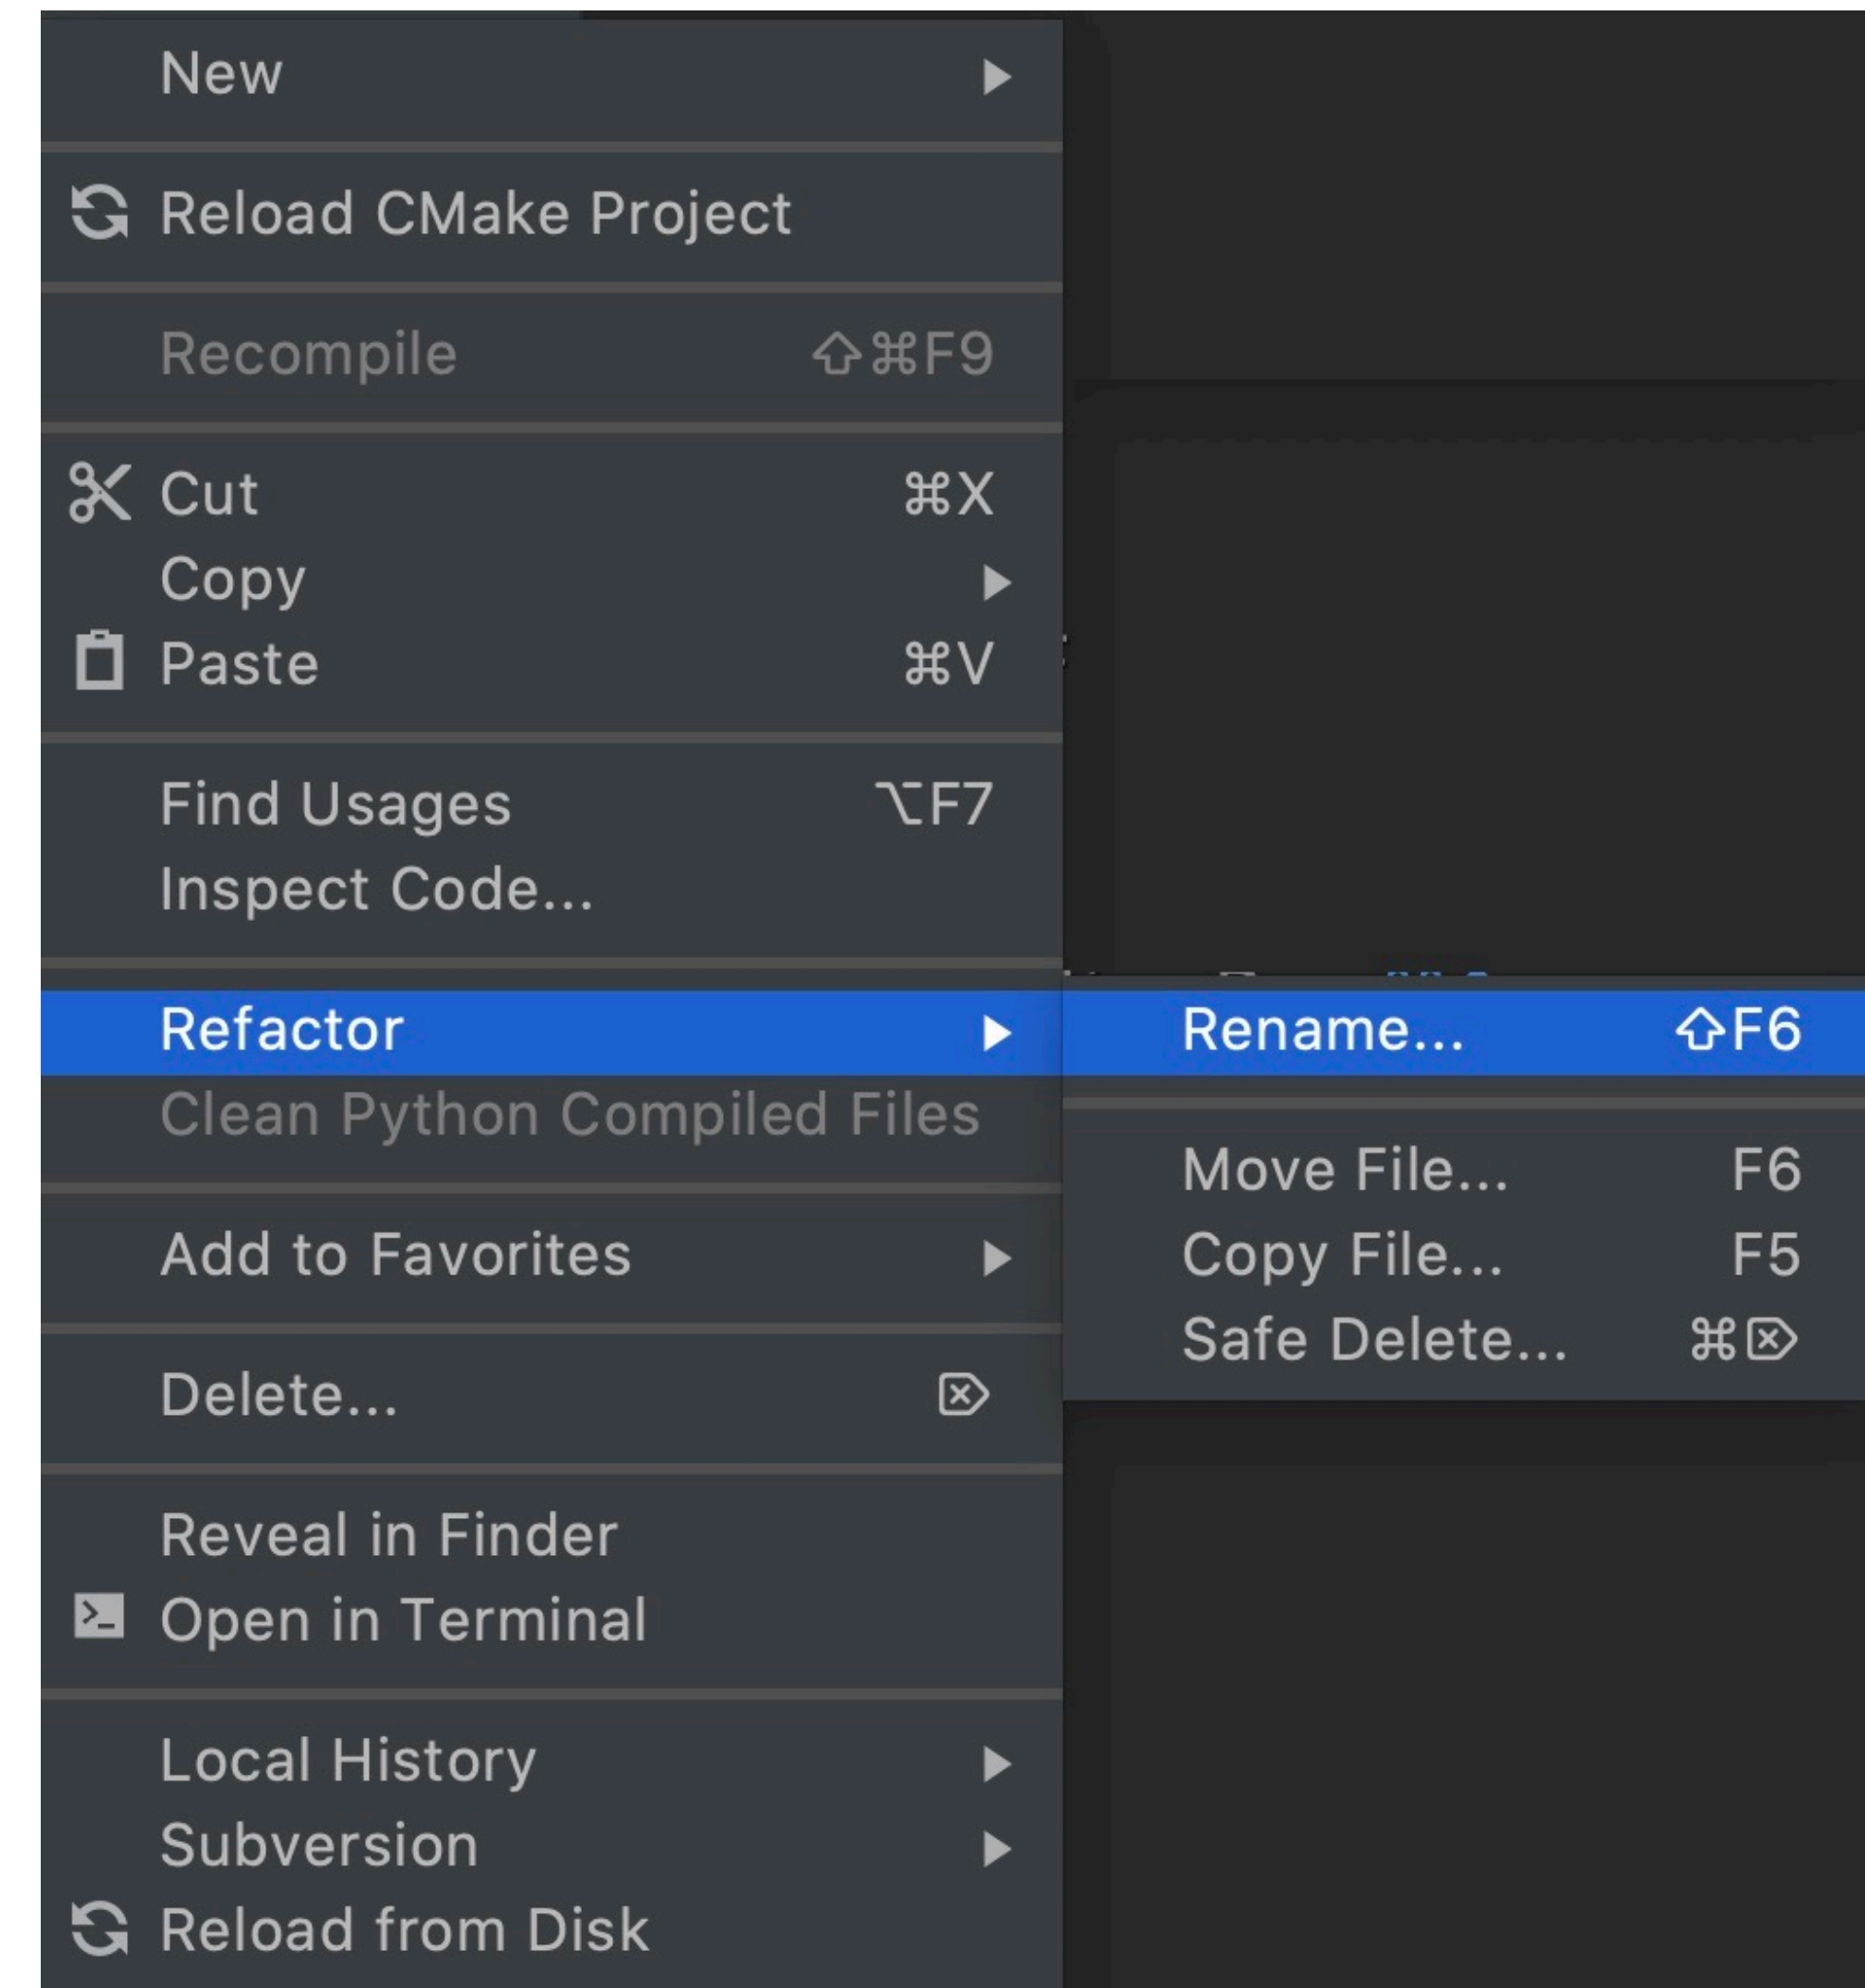 New
Reload CMake Project
Recompile ⇧⌘F9
Cut ⌘X
Copy
Paste ⌘V
Find Usages ⌥F7
Inspect Code...
Refactor
Clean Python Compiled Files
Add to Favorites
Delete... ⌦
Reveal in Finder
Open in Terminal
Local History
Subversion
Reload from Disk
Rename... ⇧F6
Move File... F6
Copy File... F5
Safe Delete... ⌘⌦